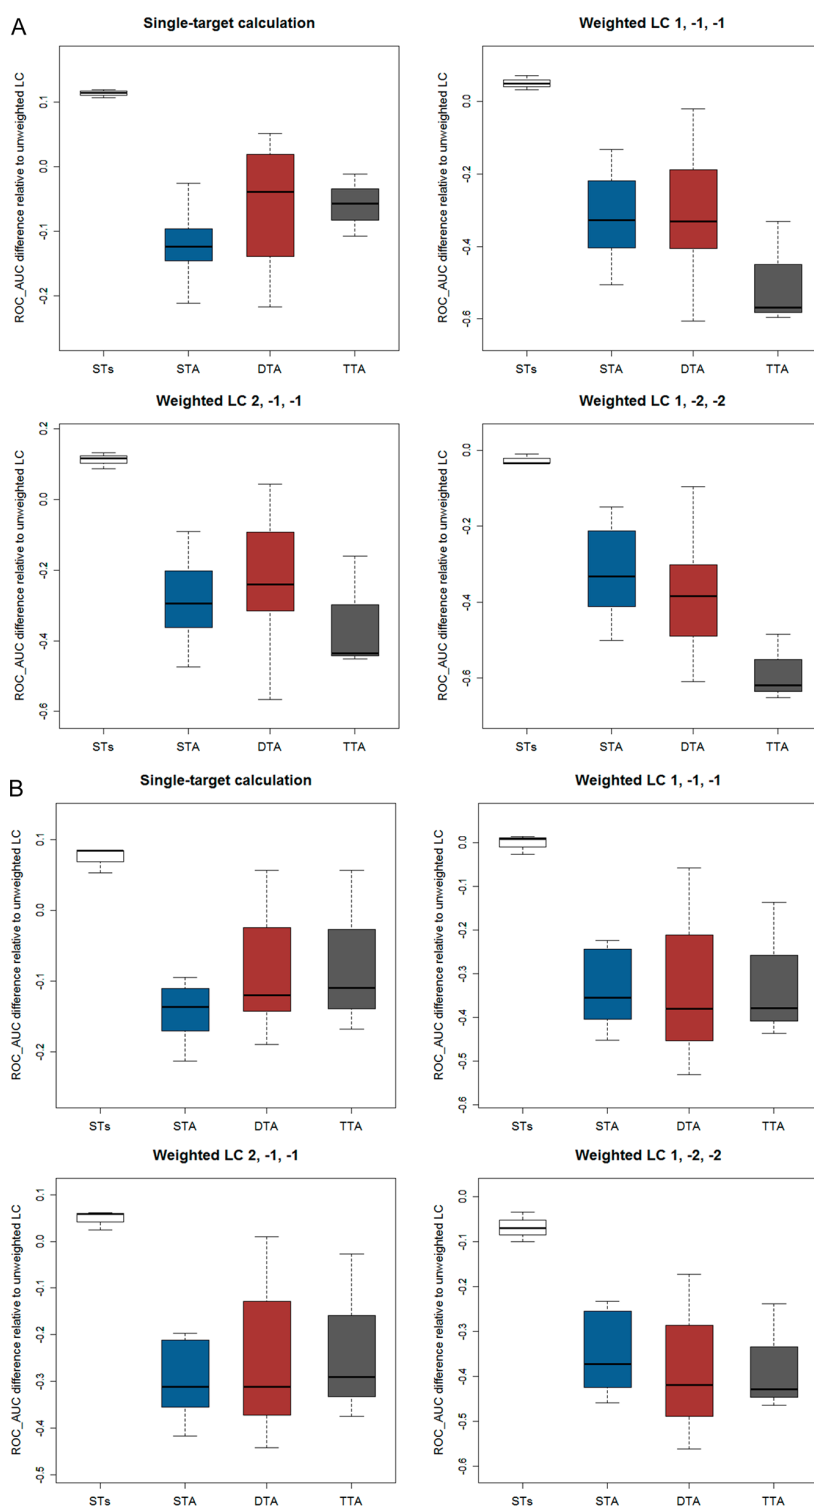 A
Single-target calculation
ROC_AUC difference relative to unweighted LC
0.1
0.0
-0.1
-0.2
STs STA DTA TTA
Weighted LC 1, -1, -1
ROC_AUC difference relative to unweighted LC
0.0
-0.2
-0.4
-0.6
STs STA DTA TTA
Weighted LC 2, -1, -1
ROC_AUC difference relative to unweighted LC
0.2
0.0
-0.2
-0.4
-0.6
STs STA DTA TTA
Weighted LC 1, -2, -2
ROC_AUC difference relative to unweighted LC
0.0
-0.2
-0.4
-0.6
STs STA DTA TTA
B
Single-target calculation
ROC_AUC difference relative to unweighted LC
0.1
0.0
-0.1
-0.2
STs STA DTA TTA
Weighted LC 1, -1, -1
ROC_AUC difference relative to unweighted LC
0.0
-0.1
-0.2
-0.3
-0.4
-0.5
-0.6
STs STA DTA TTA
Weighted LC 2, -1, -1
ROC_AUC difference relative to unweighted LC
0.1
0.0
-0.1
-0.2
-0.3
-0.4
-0.5
STs STA DTA TTA
Weighted LC 1, -2, -2
ROC_AUC difference relative to unweighted LC
0.0
-0.1
-0.2
-0.3
-0.4
-0.5
-0.6
STs STA DTA TTA